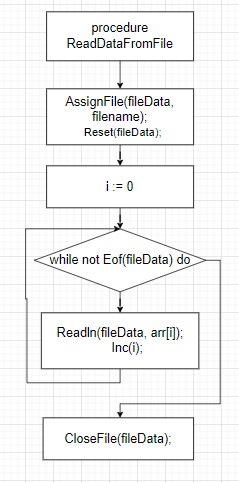 procedure
ReadDataFromFile
AssignFile(fileData,
filename);
Reset(fileData);
i := 0
while not Eof(fileData) do
Readln(fileData, arr[i]);
Inc(i);
CloseFile(fileData);